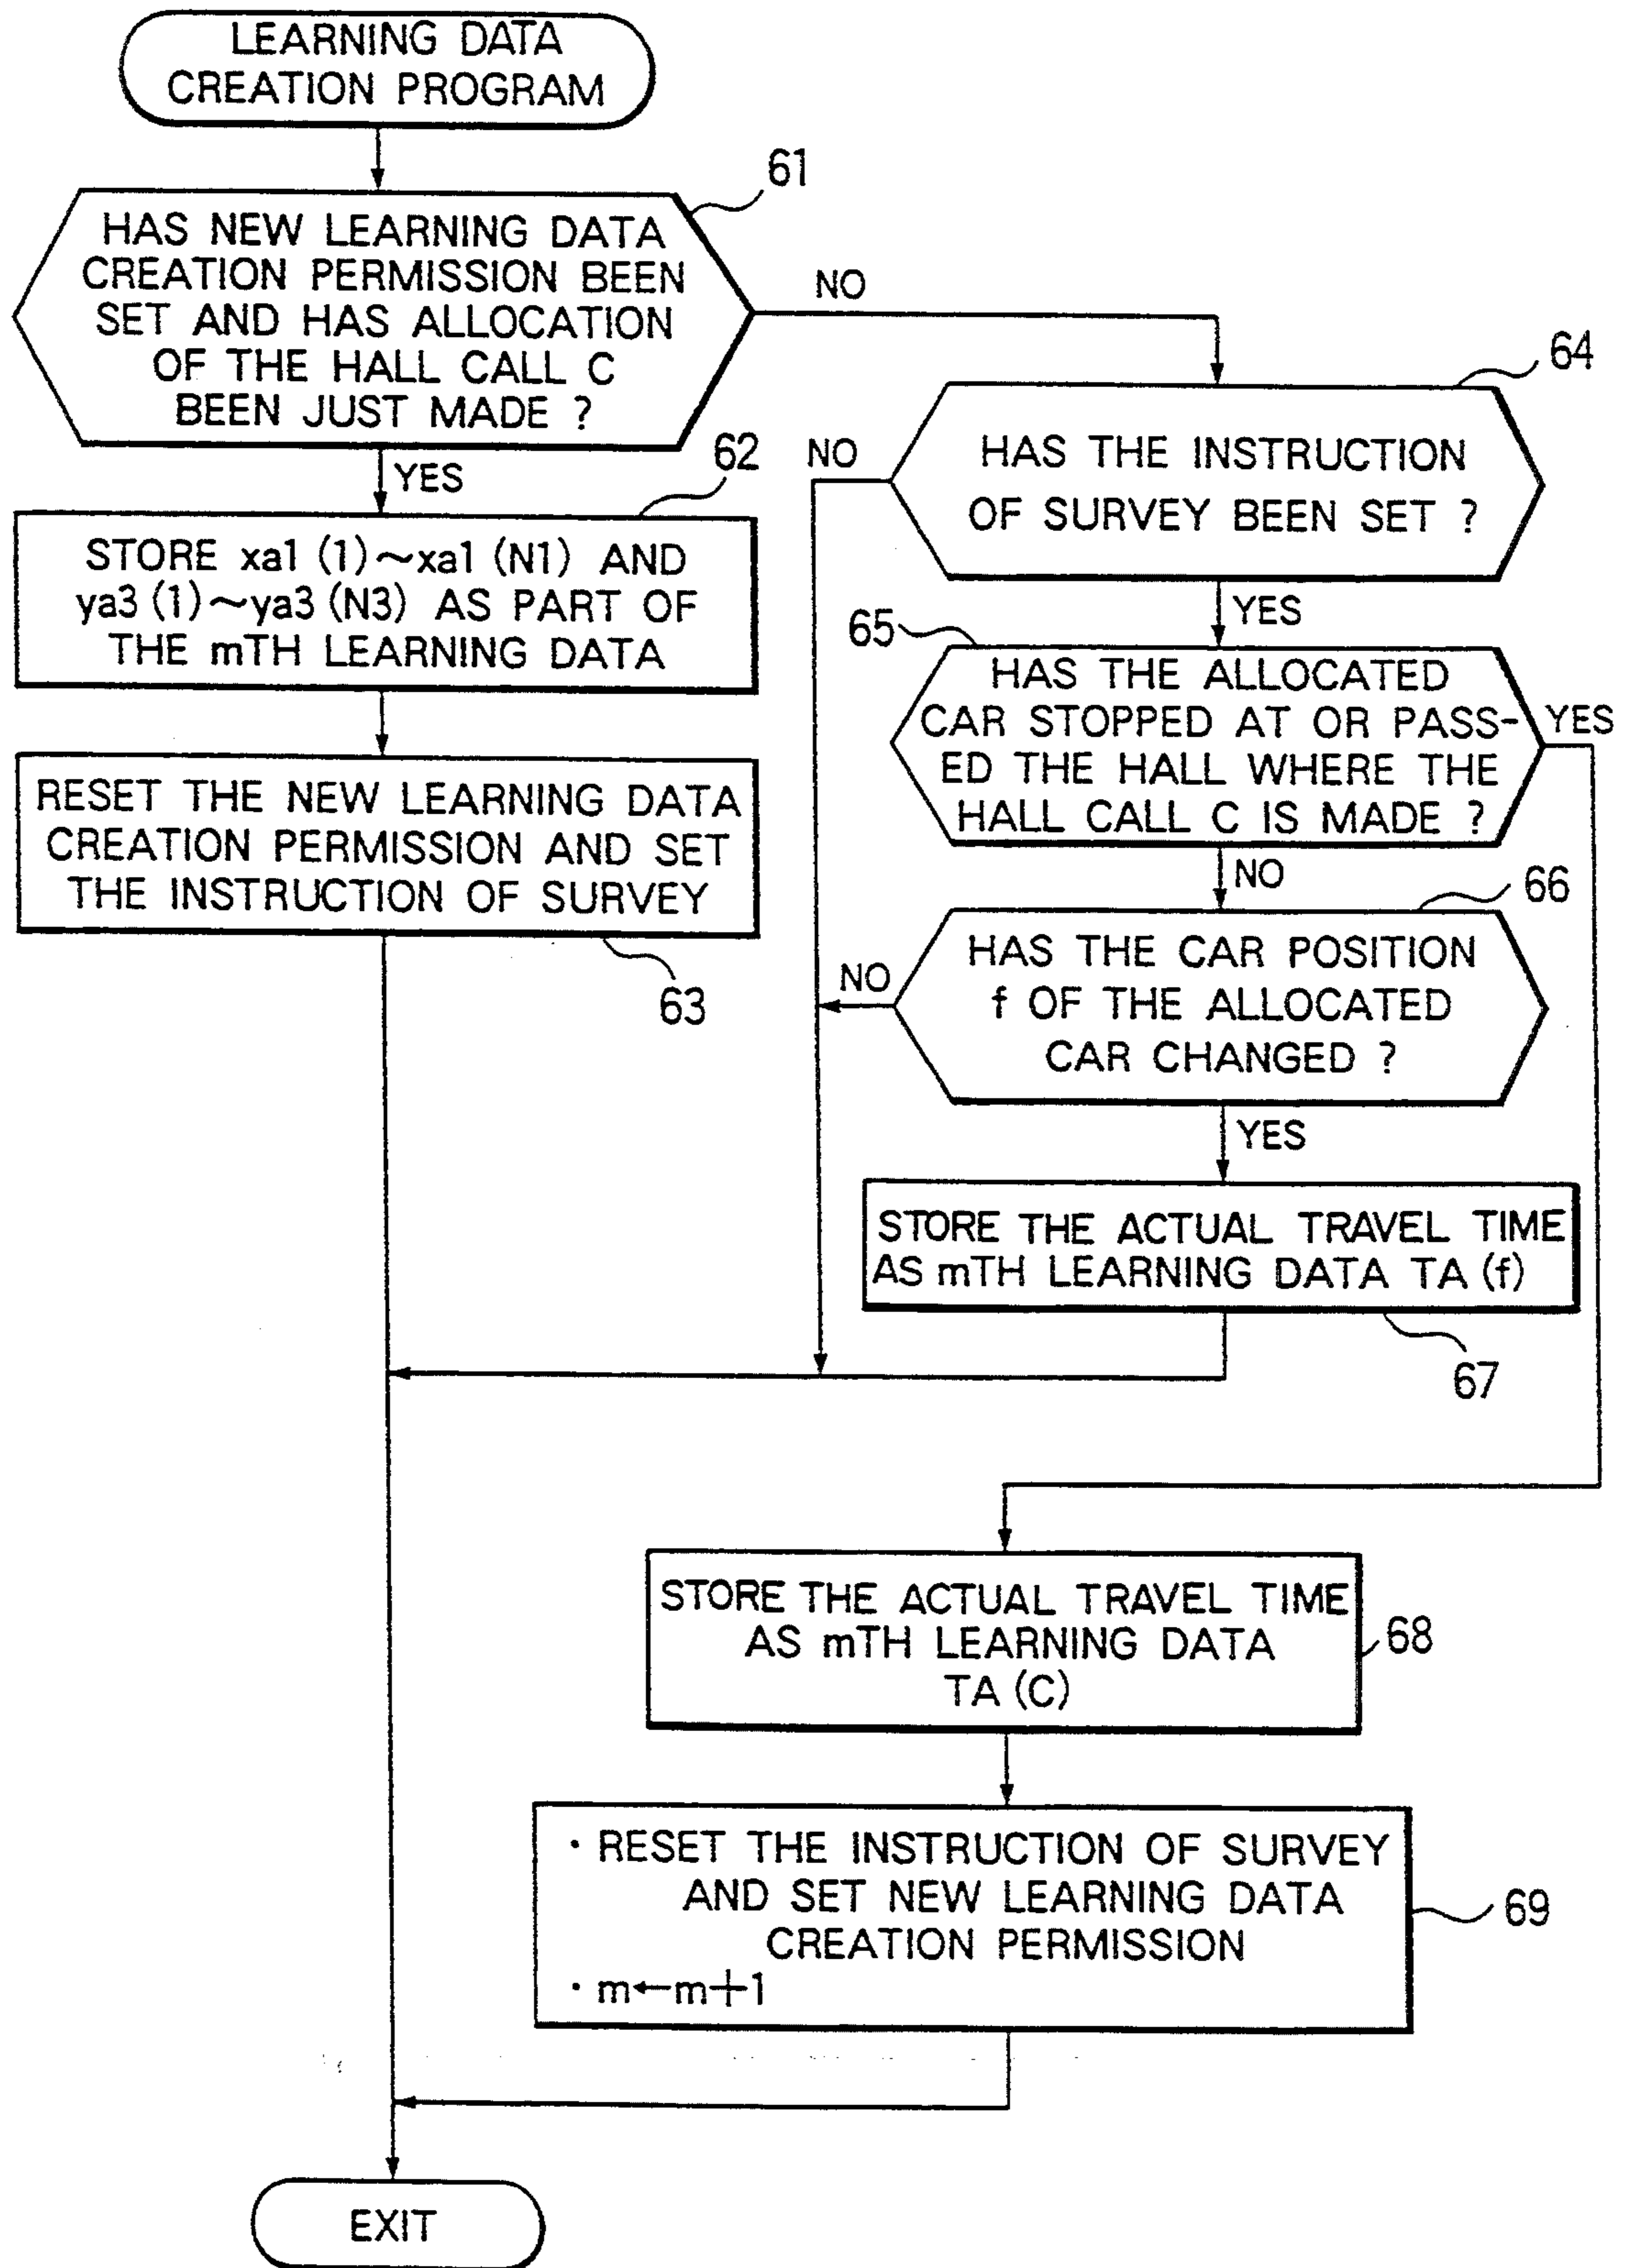 LEARNING DATA
CREATION PROGRAM
61
HAS NEW LEARNING DATA
CREATION PERMISSION BEEN
SET AND HAS ALLOCATION
OF THE HALL CALL C
BEEN JUST MADE ?
NO
YES
62
STORE xa1 (1)~xa1 (N1) AND
ya3 (1)~ya3 (N3) AS PART OF
THE mTH LEARNING DATA
RESET THE NEW LEARNING DATA
CREATION PERMISSION AND SET
THE INSTRUCTION OF SURVEY
63
64
NO
HAS THE INSTRUCTION
OF SURVEY BEEN SET ?
YES
65
HAS THE ALLOCATED
CAR STOPPED AT OR PASS-
ED THE HALL WHERE THE
HALL CALL C IS MADE ?
YES
NO
66
HAS THE CAR POSITION
f OF THE ALLOCATED
CAR CHANGED ?
NO
YES
STORE THE ACTUAL TRAVEL TIME
AS mTH LEARNING DATA TA (f)
67
STORE THE ACTUAL TRAVEL TIME
AS mTH LEARNING DATA
TA (C)
68
· RESET THE INSTRUCTION OF SURVEY
AND SET NEW LEARNING DATA
CREATION PERMISSION
· m←m+1
69
EXIT